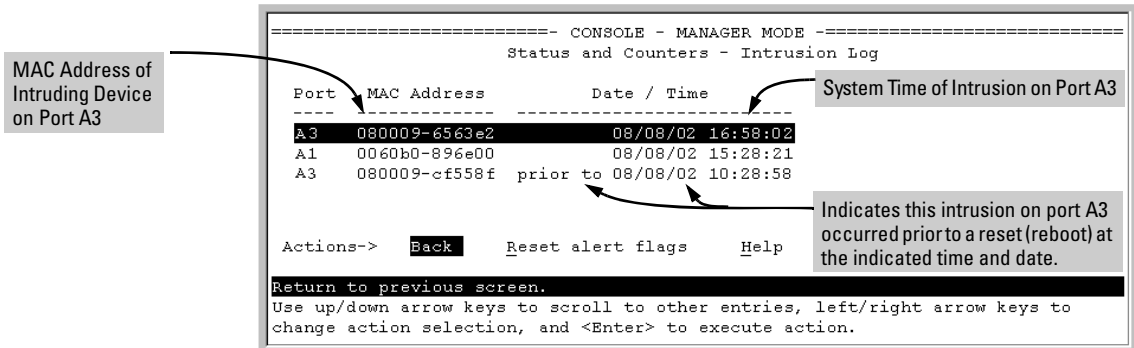 ==========================- CONSOLE - MANAGER MODE -============================
Status and Counters - Intrusion Log
MAC Address of
Intruding Device
on Port A3
System Time of Intrusion on Port A3
Port MAC Address Date / Time
---- ------------- --------------------------
A3 080009-6563e2 08/08/02 16:58:02
A1 0060b0-896e00 08/08/02 15:28:21
A3 080009-cf558f prior to 08/08/02 10:28:58
Indicates this intrusion on port A3
occurred prior to a reset (reboot) at
the indicated time and date.
Actions-> Back Reset alert flags Help
Return to previous screen.
Use up/down arrow keys to scroll to other entries, left/right arrow keys to
change action selection, and <Enter> to execute action.